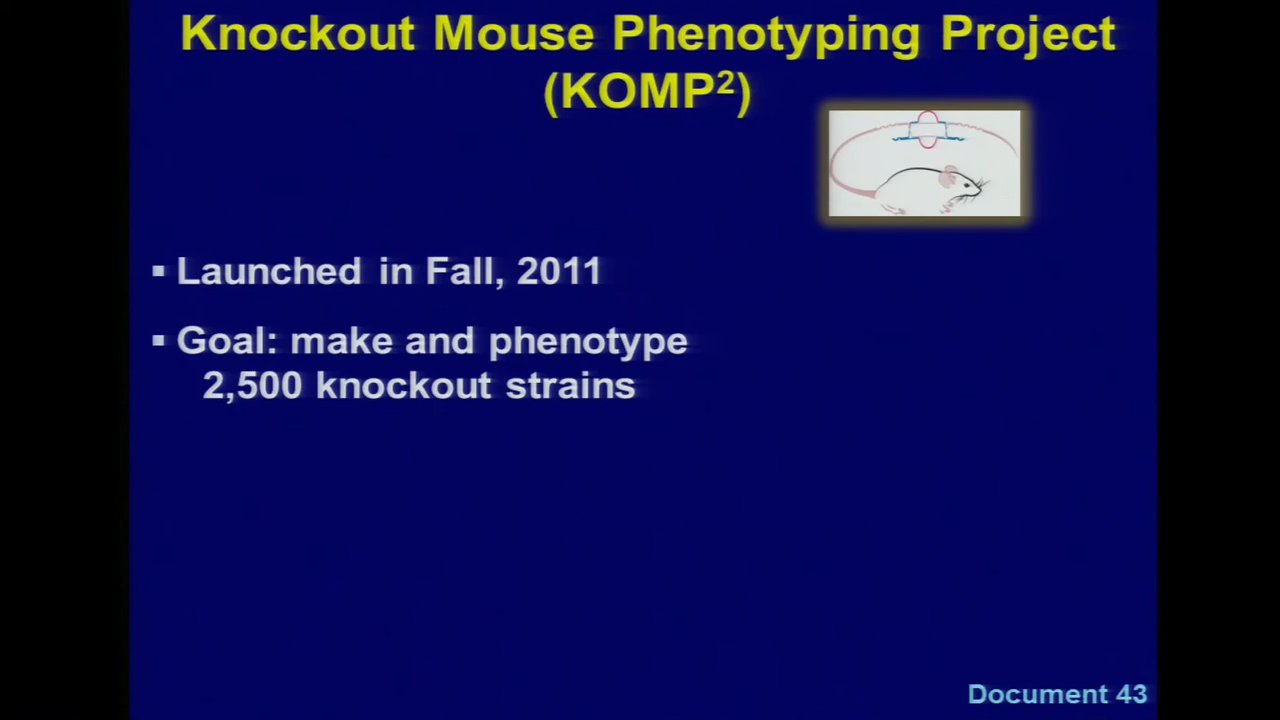 Knockout Mouse Phenotyping Project
(KOMP²)
▪ Launched in Fall, 2011
▪ Goal: make and phenotype
2,500 knockout strains
Document 43